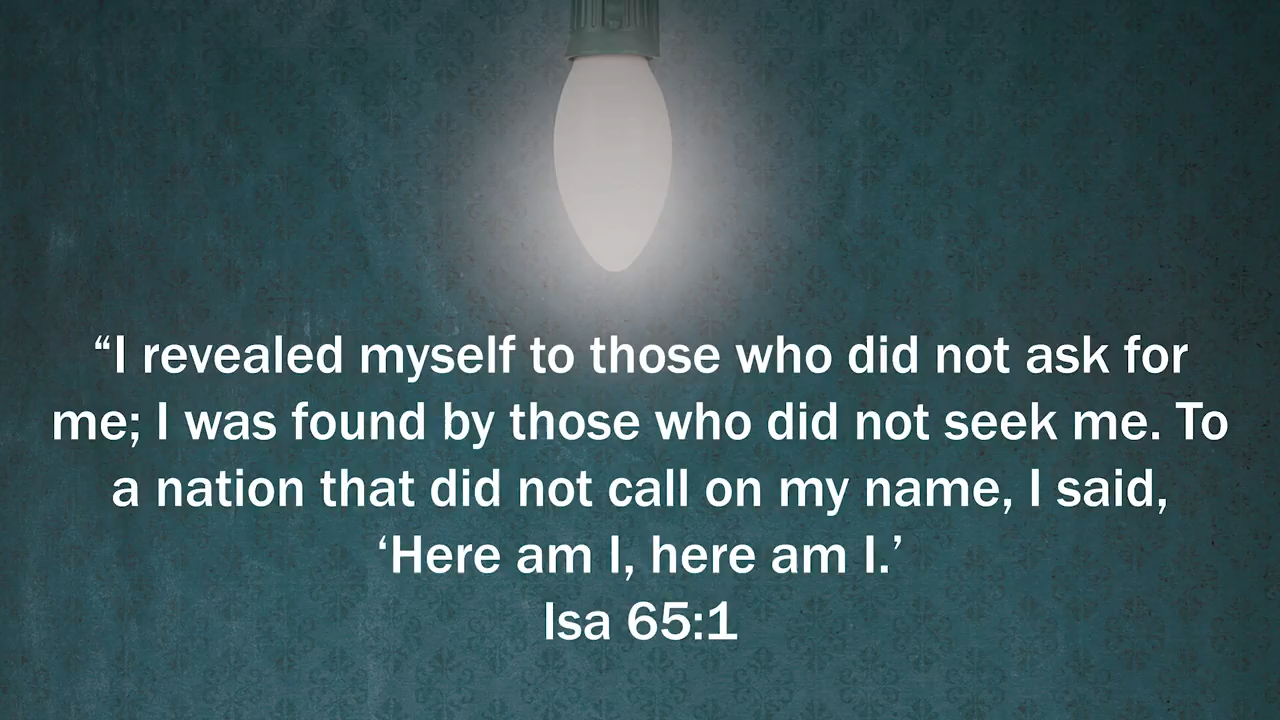 “I revealed myself to those who did not ask for
me; I was found by those who did not seek me. To
a nation that did not call on my name, I said,
‘Here am I, here am I.’
Isa 65:1